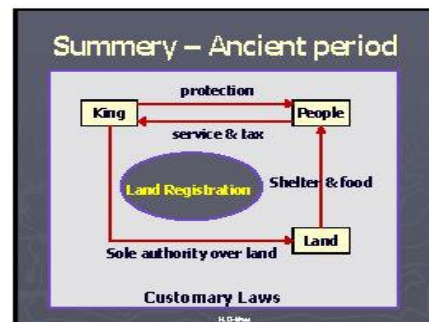 Summery – Ancient period
protection
King
People
service & tax
Land Registration
Shelter & food
Land
Sole authority over land
Customary Laws